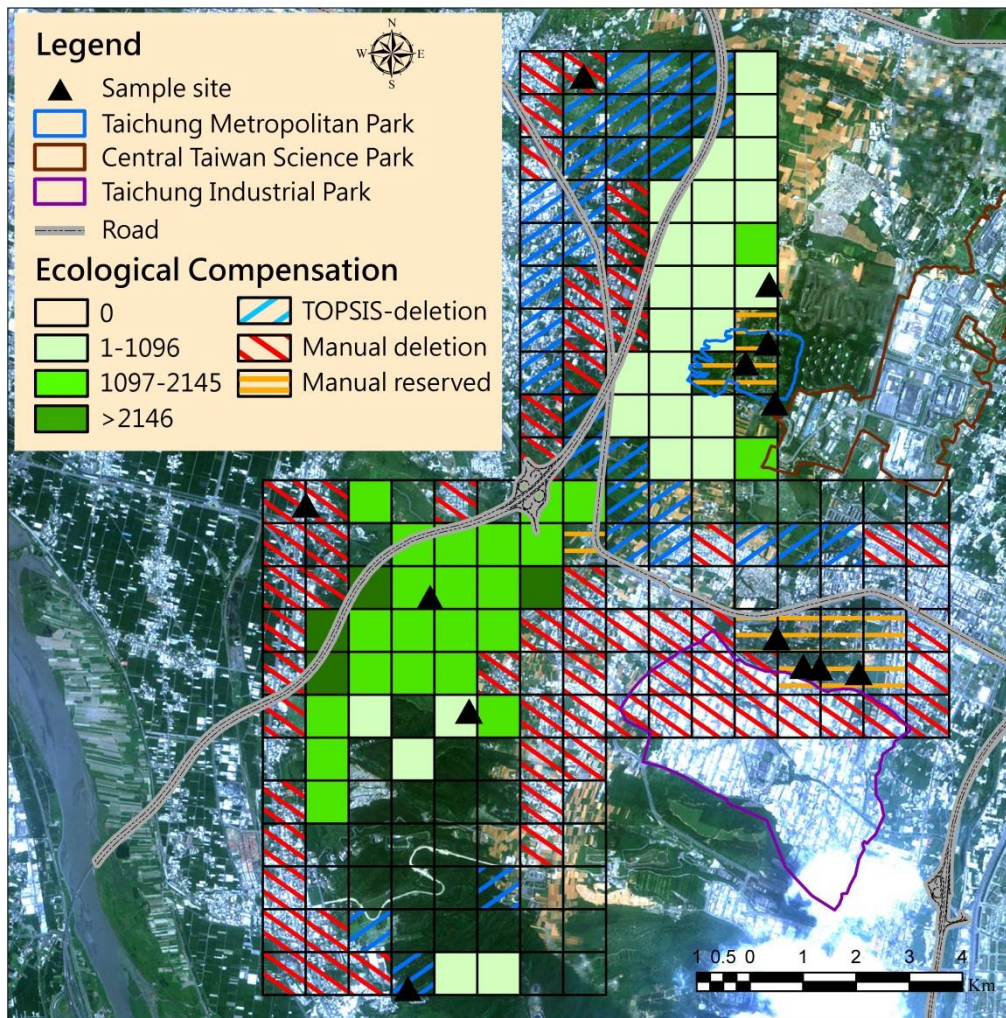 Legend
N
W E
S
Sample site
Taichung Metropolitan Park
Central Taiwan Science Park
Taichung Industrial Park
Road
Ecological Compensation
0
1-1096
1097-2145
>2146
TOPSIS-deletion
Manual deletion
Manual reserved
1 0.5 0 1 2 3 4
Km